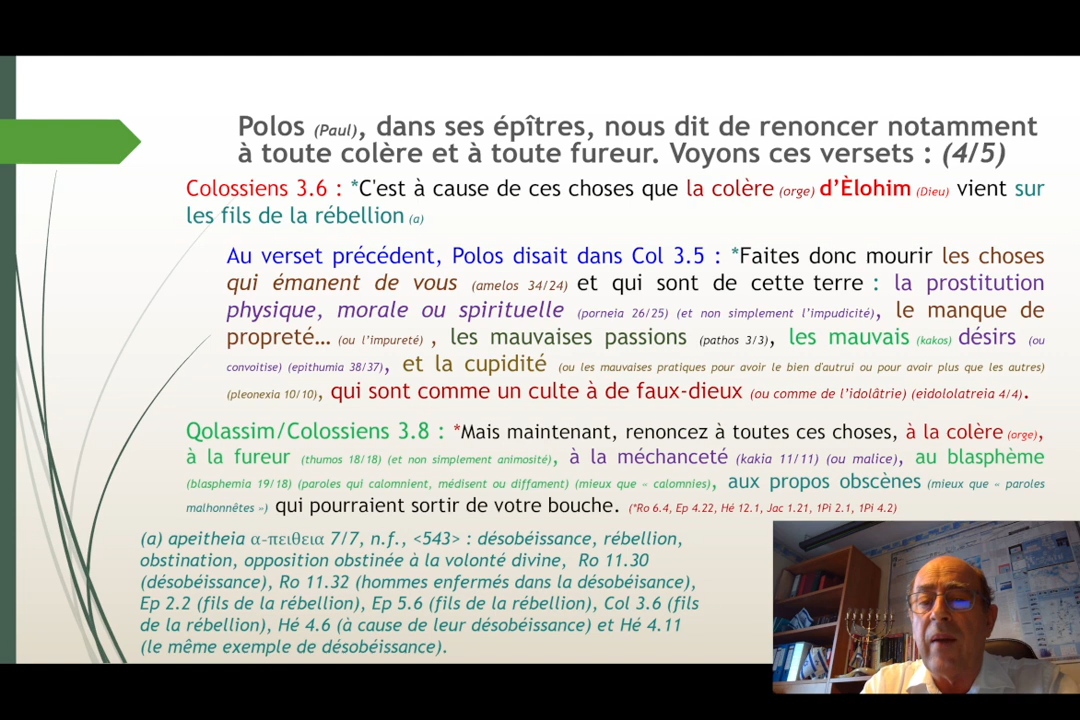 Polos (Paul), dans ses épîtres, nous dit de renoncer notamment
à toute colère et à toute fureur. Voyons ces versets : (4/5)
Colossiens 3.6 : *C'est à cause de ces choses que la colère (orge) d’Èlohim (Dieu) vient sur
les fils de la rébellion (a)
Au verset précédent, Polos disait dans Col 3.5 : *Faites donc mourir les choses
qui émanent de vous (amelos 34/24) et qui sont de cette terre : la prostitution
physique, morale ou spirituelle (porneia 26/25) (et non simplement l’impudicité), le manque de
propreté... (ou l’impureté) , les mauvaises passions (pathos 3/3), les mauvais (kakos) désirs (ou
convoitise) (epithumia 38/37), et la cupidité (ou les mauvaises pratiques pour avoir le bien d'autrui ou pour avoir plus que les autres)
(pleonexia 10/10), qui sont comme un culte à de faux-dieux (ou comme de l’idolâtrie) (eidololatreia 4/4).
Qolassim/Colossiens 3.8 : *Mais maintenant, renoncez à toutes ces choses, à la colère (orge),
à la fureur (thumos 18/18) (et non simplement animosité), à la méchanceté (kakia 11/11) (ou malice), au blasphème
(blasphemia 19/18) (paroles qui calomnient, médisent ou diffament) (mieux que « calomnies), aux propos obscènes (mieux que « paroles
malhonnêtes ») qui pourraient sortir de votre bouche. (*Ro 6.4, Ep 4.22, Hé 12.1, Jac 1.21, 1Pi 2.1, 1Pi 4.2)
(a) apeitheia α-πειθεια 7/7, n.f., <543> : désobéissance, rébellion,
obstination, opposition obstinée à la volonté divine, Ro 11.30
(désobéissance), Ro 11.32 (hommes enfermés dans la désobéisance),
Ep 2.2 (fils de la rébellion), Ep 5.6 (fils de la rébellion), Col 3.6 (fils
de la rébellion), Hé 4.6 (à cause de leur désobéissance) et Hé 4.11
(le même exemple de désobéissance).